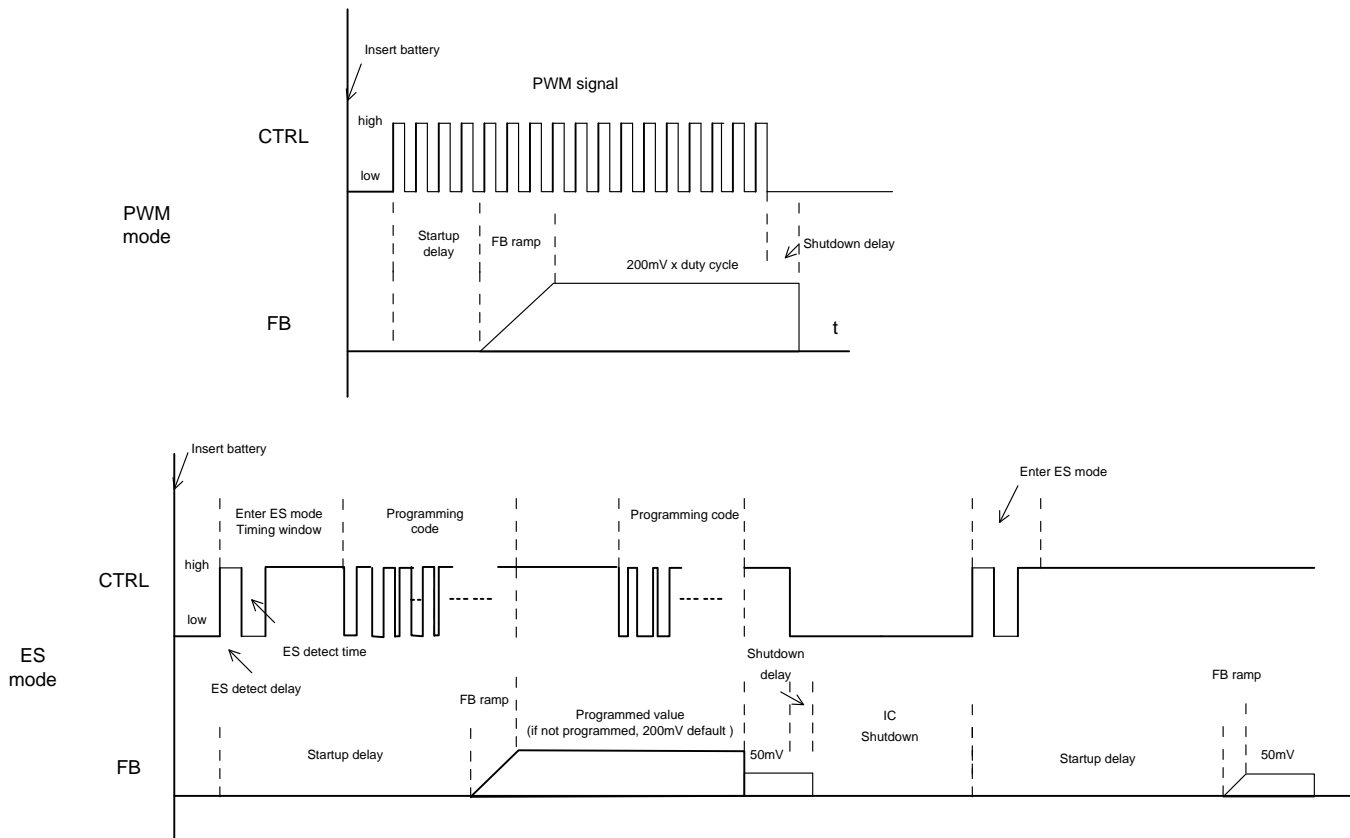 Insert battery
PWM signal
high
CTRL
low
PWM
mode
Startup
delay
FB ramp
Shutdown delay
200mV x duty cycle
FB
t
Insert battery
Enter ES mode
Enter ES mode
Timing window
Programming
code
Programming code
high
CTRL
low
ES detect time
ES
mode
ES detect delay
Shutdown
delay
FB ramp
FB ramp
Programmed value
(if not programmed, 200mV default )
IC
Shutdown
Startup delay
50mV
Startup delay
50mV
FB